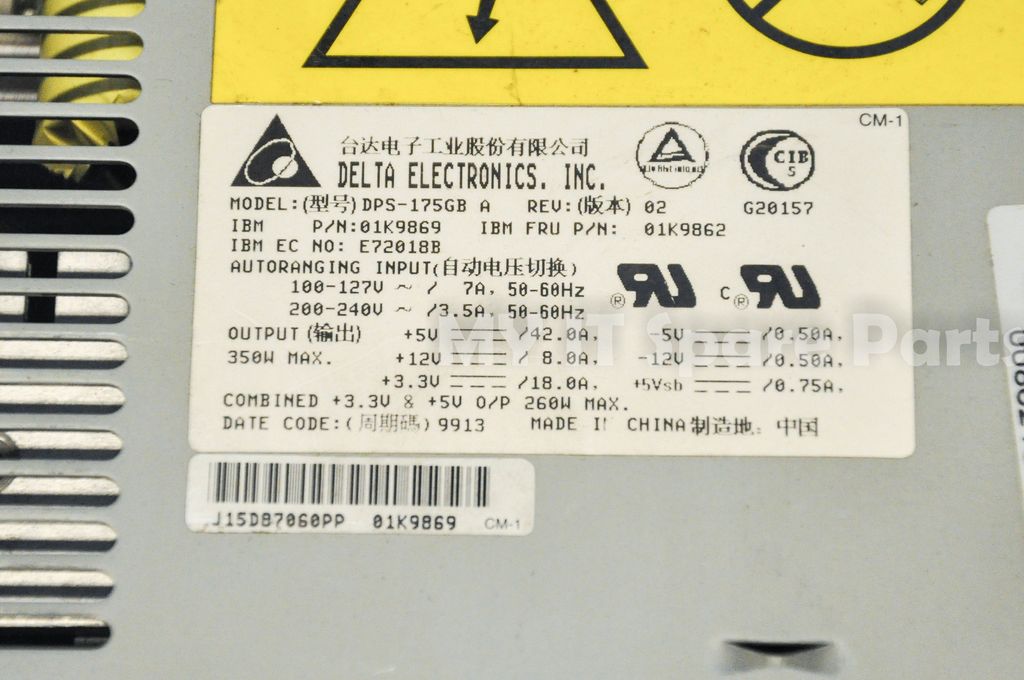 CM-1
台达电子工业股份有限公司
DELTA ELECTRONICS, INC.
CIB
S
MODEL:(型号)DPS-175GB A REV:(版本) 02 G20157
IBM P/N:01K9869 IBM FRU P/N: 01K9862
IBM EC NO: E72018B
AUTORANGING INPUT(自动电压切换)
100-127V ~ / 7A, 50-60Hz
200-240V ~ /3.5A, 50-60Hz
OUTPUT(输出) +5V /42.0A, -5V /0.50A,
350W MAX. +12V / 8.0A, -12V /0.50A,
+3.3V /18.0A, +5Vsb /0.75A,
COMBINED +3.3V & +5V O/P 260W MAX.
DATE CODE:(周期碼)9913 MADE IN CHINA制造地: 中国
J15D87060PP 01K9869 CM-1
MY IT Spare Parts